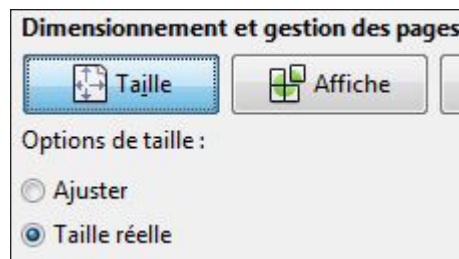 Dimensionnement et gestion des pages
Taille Affiche
Options de taille :
Ajuster
Taille réelle